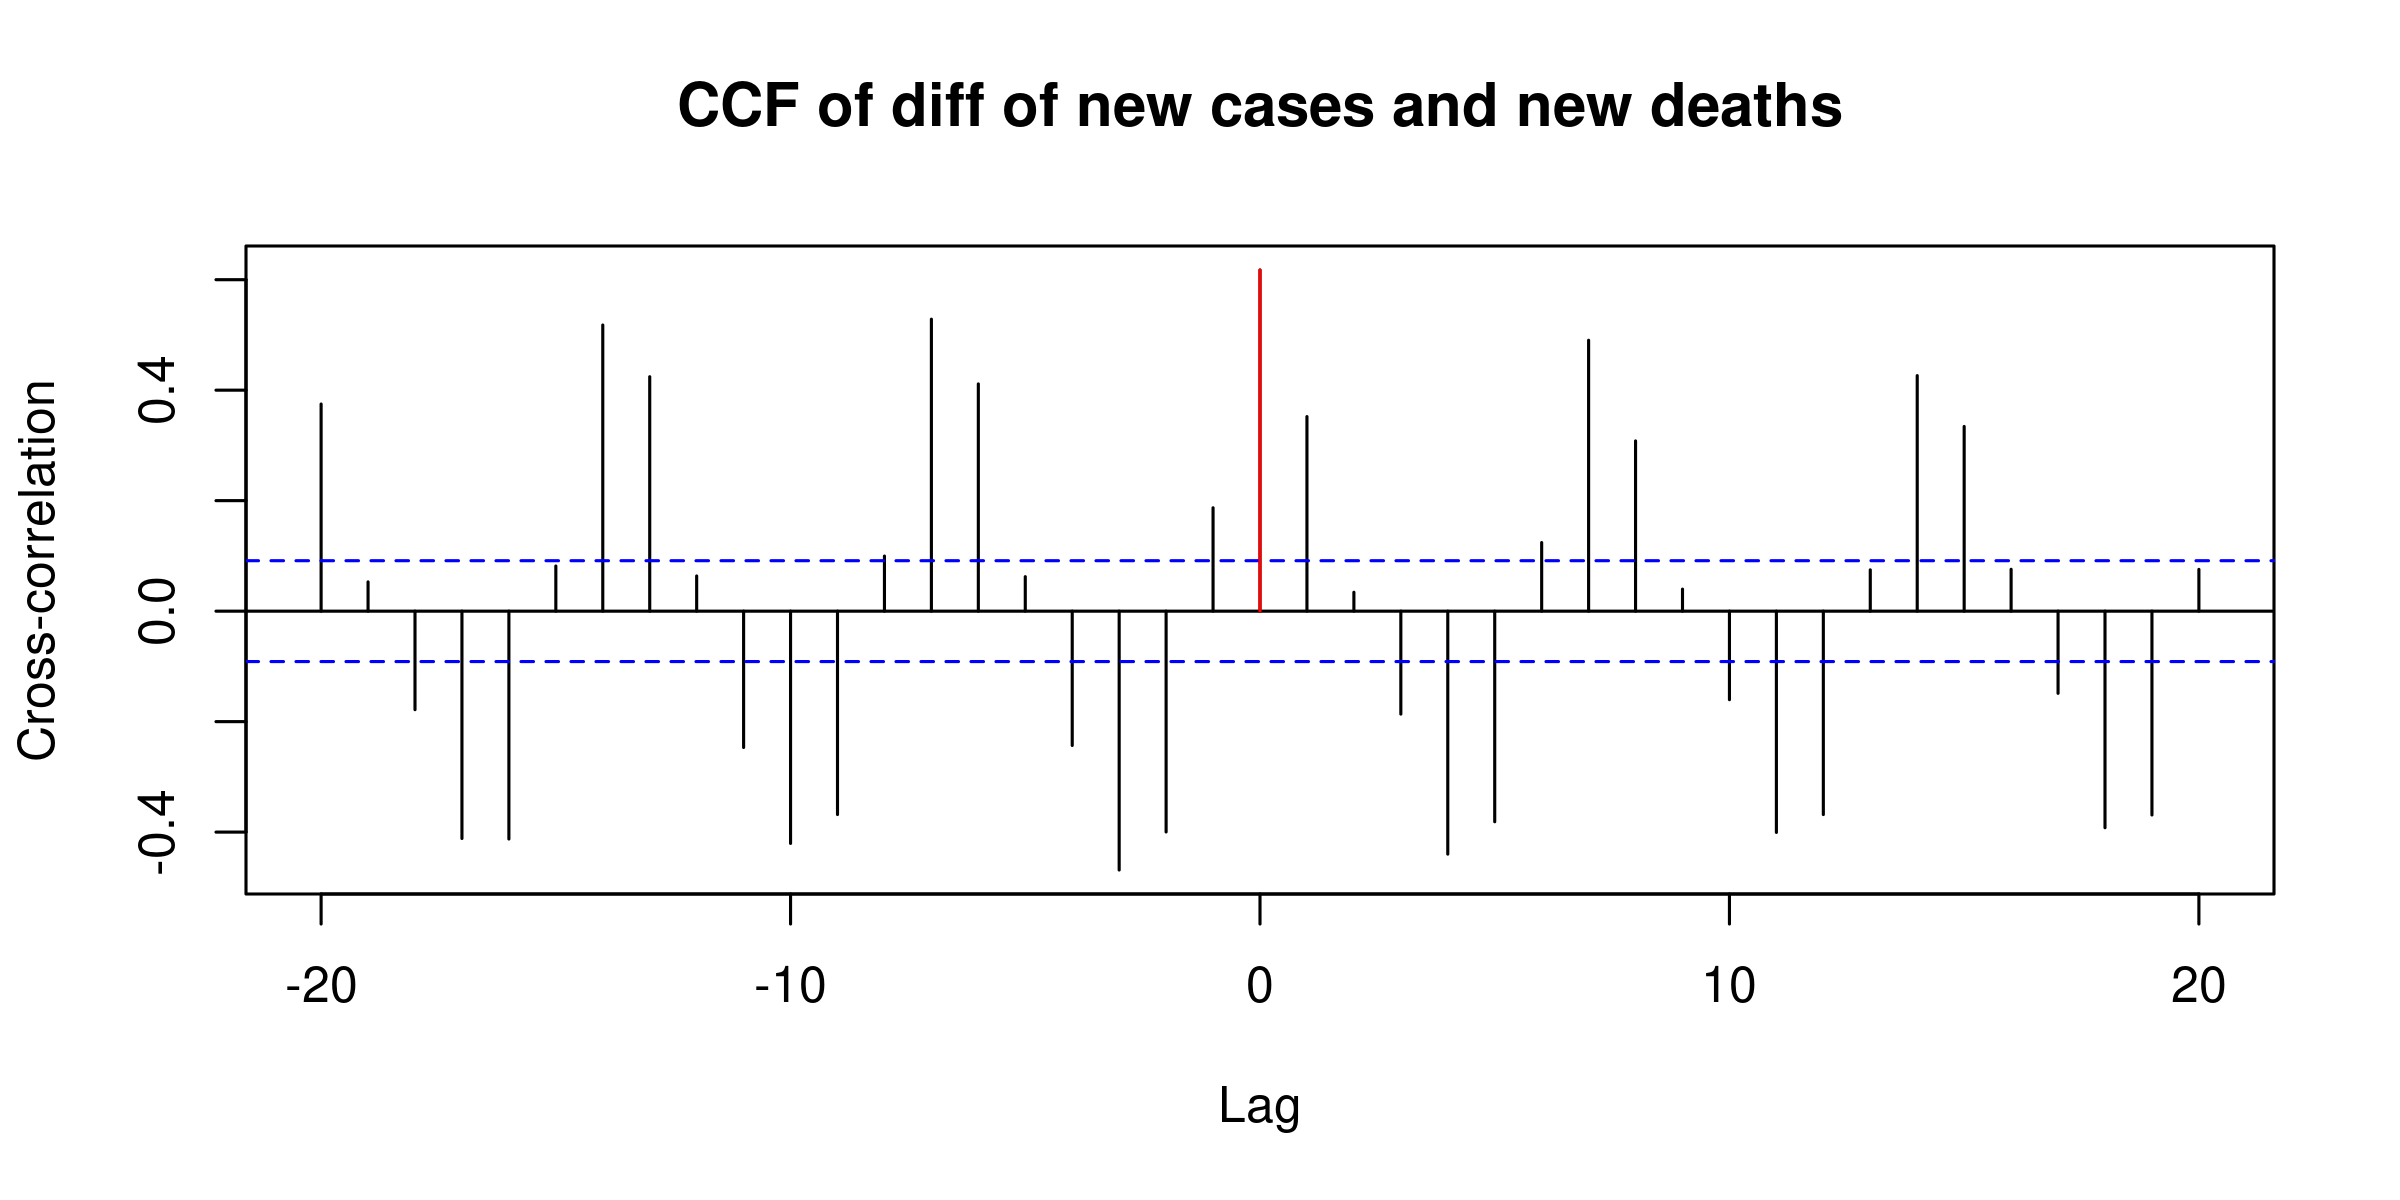 CCF of diff of new cases and new deaths
Cross-correlation
0.4
0.0
-0.4
-20 -10 0 10 20
Lag